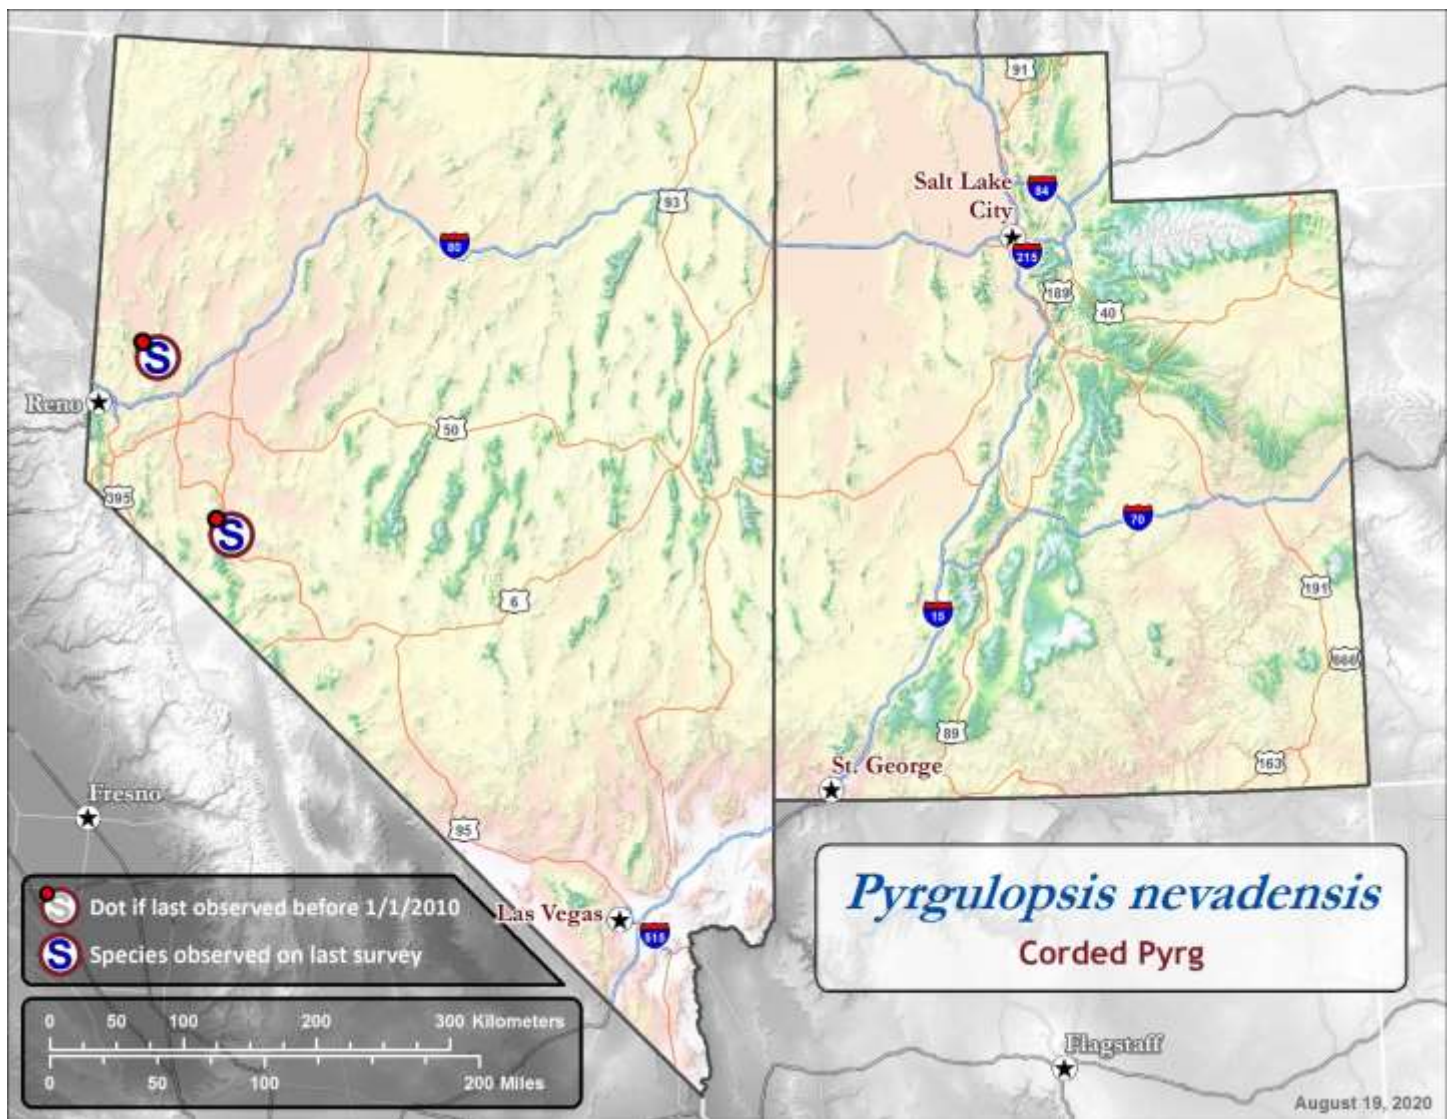 91
Salt Lake
City
84
93
80
215
189
40
S
Reno
50
395
S
70
6
191
15
666
89
163
St. George
Fresno
95
Las Vegas
515
S Dot if last observed before 1/1/2010
S Species observed on last survey
Pyrgulopsis nevadensis
Corded Pyrg
0 50 100 200 300 Kilometers
0 50 100 200 Miles
Flagstaff
August 19, 2020